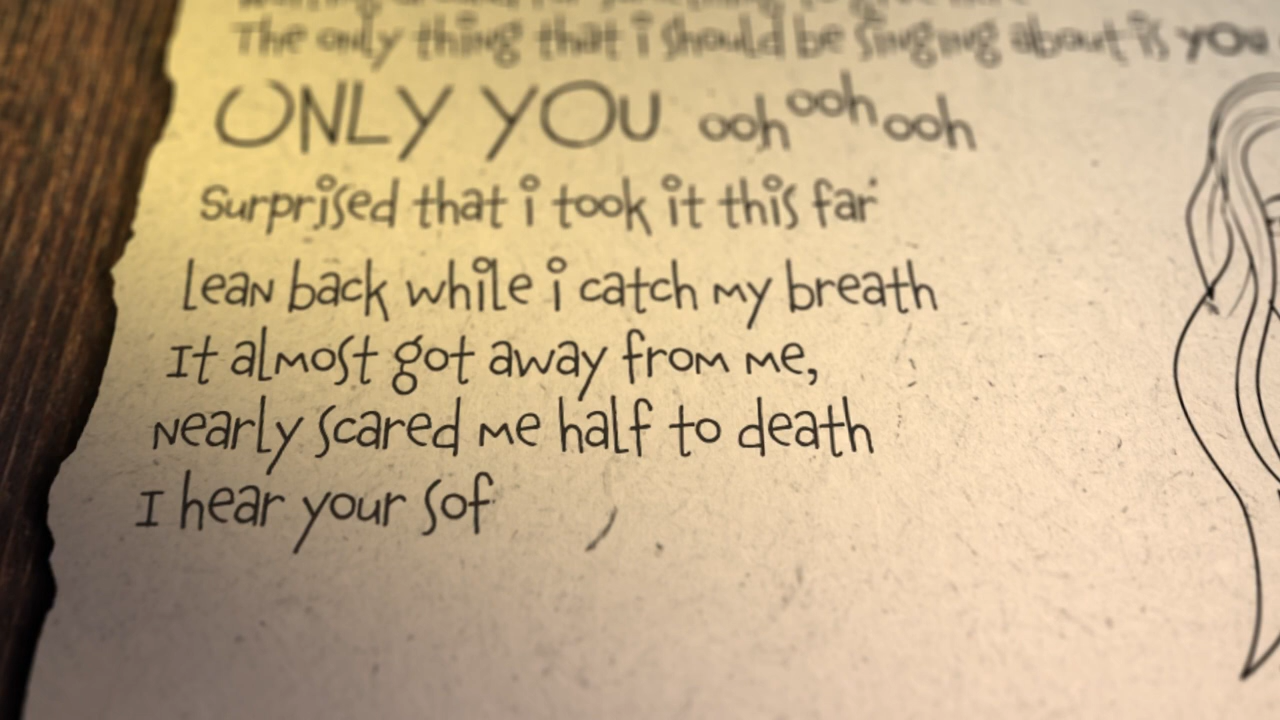 The only thing that i should be singing about is you
ONLY YOU ooh ooh ooh
Surprised that i took it this far
lean back while i catch my breath
It almost got away from me,
nearly scared me half to death
I hear your sof